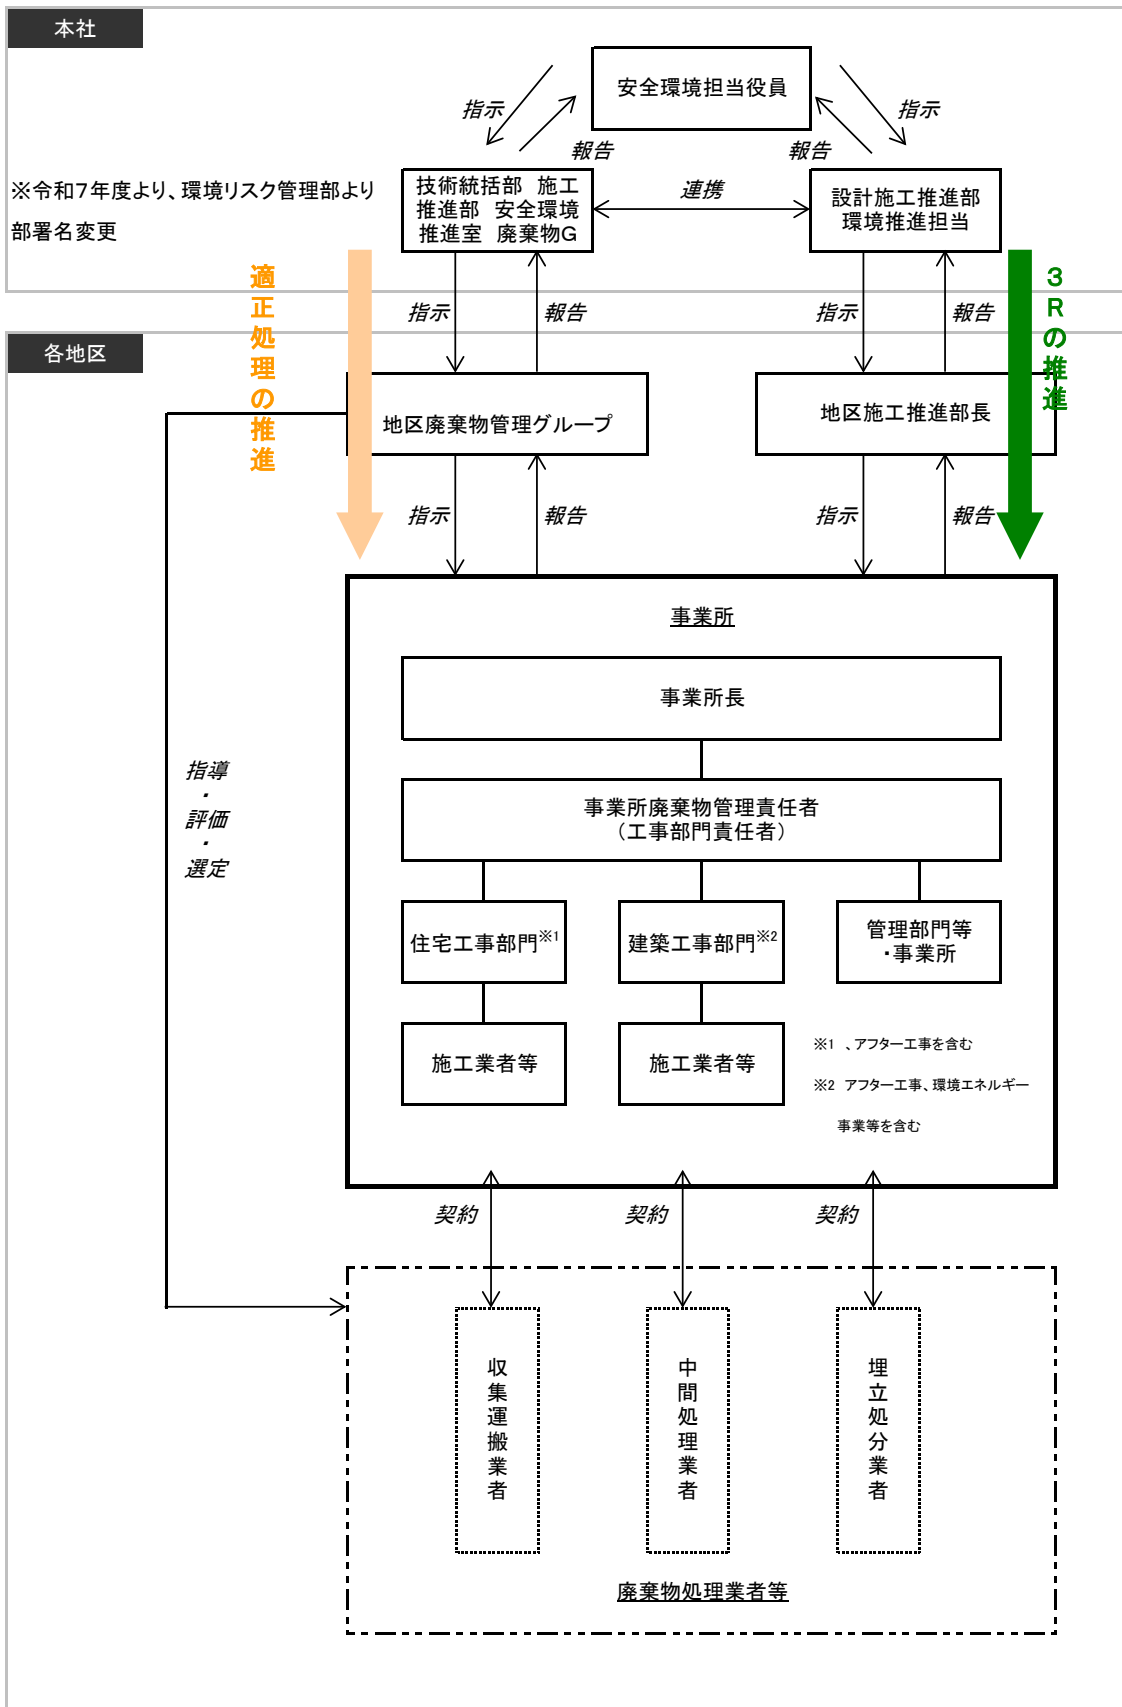 本社
安全環境担当役員
指示
指示
報告
報告
※令和7年度より、環境リスク管理部より
部署名変更
技術統括部　施工
推進部　安全環境
推進室　廃棄物G
連携
設計施工推進部
環境推進担当
適正処理の推進
3Rの推進
指示
報告
指示
報告
各地区
地区廃棄物管理グループ
地区施工推進部長
指示
報告
指示
報告
事業所
事業所長
指導
・
評価
・
選定
事業所廃棄物管理責任者
（工事部門責任者）
住宅工事部門※1
建築工事部門※2
管理部門等
・事業所
施工業者等
施工業者等
※1　、アフター工事を含む
※2　アフター工事、環境エネルギー
事業等を含む
契約
契約
契約
収集運搬業者
中間処理業者
埋立処分業者
廃棄物処理業者等